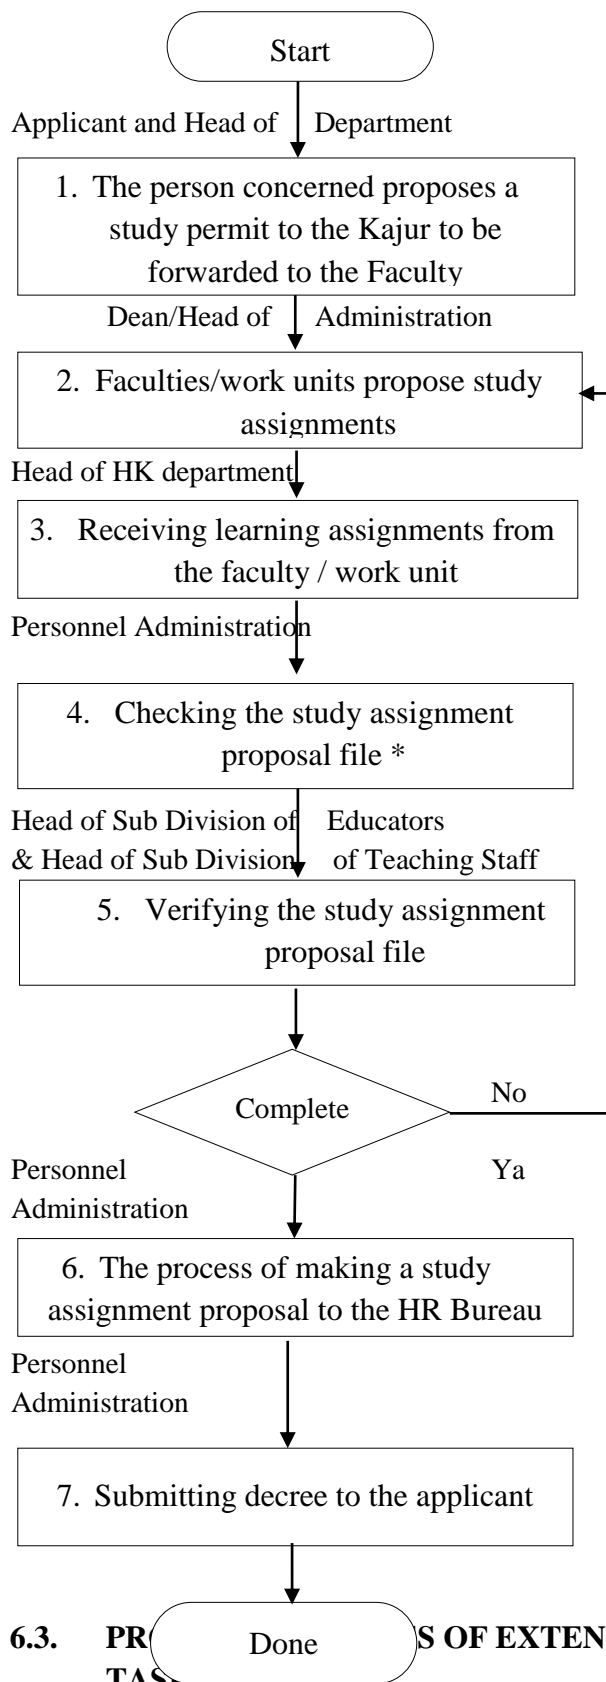 Start
Applicant and Head of Department
1. The person concerned proposes a
study permit to the Kajur to be
forwarded to the Faculty
Dean/Head of Administration
2. Faculties/work units propose study
assignments
Head of HK department
3. Receiving learning assignments from
the faculty / work unit
Personnel Administration
4. Checking the study assignment
proposal file *
Head of Sub Division of Educators
& Head of Sub Division of Teaching Staff
5. Verifying the study assignment
proposal file
Complete
No
Personnel Ya
Administration
6. The process of making a study
assignment proposal to the HR Bureau
Personnel
Administration
7. Submitting decree to the applicant
Done
6.3. S OF EXTEN